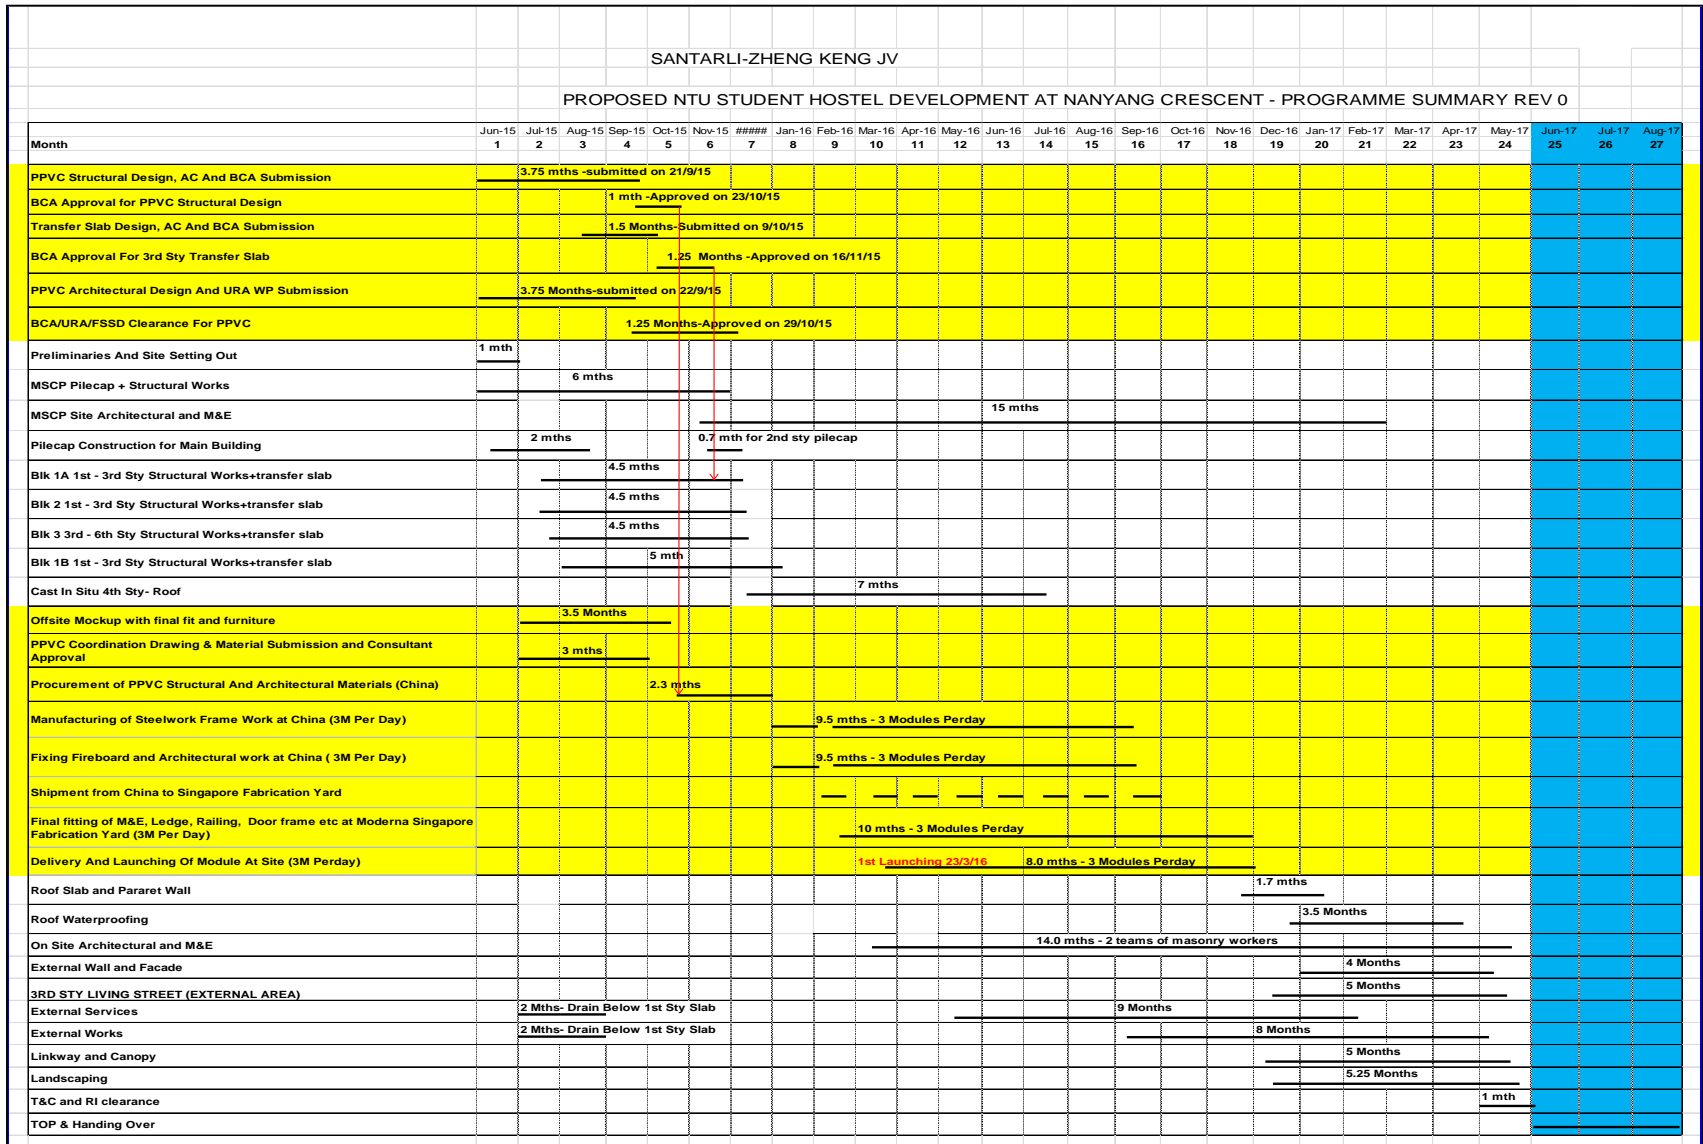 SANTARLI-ZHENG KENG JV
PROPOSED NTU STUDENT HOSTEL DEVELOPMENT AT NANYANG CRESCENT - PROGRAMME SUMMARY REV 0
Jun-15 Jul-15 Aug-15 Sep-15 Oct-15 Nov-15 ##### Jan-16 Feb-16 Mar-16 Apr-16 May-16 Jun-16 Jul-16 Aug-16 Sep-16 Oct-16 Nov-16 Dec-16 Jan-17 Feb-17 Mar-17 Apr-17 May-17 Jun-17 Jul-17 Aug-17
Month 1 2 3 4 5 6 7 8 9 10 11 12 13 14 15 16 17 18 19 20 21 22 23 24 25 26 27
PPVC Structural Design, AC And BCA Submission 3.75 mths -submitted on 21/9/15
BCA Approval for PPVC Structural Design 1 mth -Approved on 23/10/15
Transfer Slab Design, AC And BCA Submission 1.5 Months-Submitted on 9/10/15
BCA Approval For 3rd Sty Transfer Slab 1.25 Months -Approved on 16/11/15
PPVC Architectural Design And URA WP Submission 3.75 Months-submitted on 22/9/15
BCA/URA/FSSD Clearance For PPVC 1.25 Months-Approved on 29/10/15
Preliminaries And Site Setting Out 1 mth
MSCP Pilecap + Structural Works 6 mths
MSCP Site Architectural and M&E 15 mths
Pilecap Construction for Main Building 2 mths 0.7 mth for 2nd sty pilecap
Blk 1A 1st - 3rd Sty Structural Works+transfer slab 4.5 mths
Blk 2 1st - 3rd Sty Structural Works+transfer slab 4.5 mths
Blk 3 3rd - 6th Sty Structural Works+transfer slab 4.5 mths
Blk 1B 1st - 3rd Sty Structural Works+transfer slab 5 mth
Cast In Situ 4th Sty- Roof 7 mths
Offsite Mockup with final fit and furniture 3.5 Months
PPVC Coordination Drawing & Material Submission and Consultant
Approval 3 mths
Procurement of PPVC Structural And Architectural Materials (China) 2.3 mths
Manufacturing of Steelwork Frame Work at China (3M Per Day) 9.5 mths - 3 Modules Perday
Fixing Fireboard and Architectural work at China ( 3M Per Day) 9.5 mths - 3 Modules Perday
Shipment from China to Singapore Fabrication Yard
Final fitting of M&E, Ledge, Railing, Door frame etc at Moderna Singapore
Fabrication Yard (3M Per Day) 10 mths - 3 Modules Perday
Delivery And Launching Of Module At Site (3M Perday) 1st Launching 23/3/16 8.0 mths - 3 Modules Perday
Roof Slab and Pararet Wall 1.7 mths
Roof Waterproofing 3.5 Months
On Site Architectural and M&E 14.0 mths - 2 teams of masonry workers
External Wall and Facade 4 Months
3RD STY LIVING STREET (EXTERNAL AREA) 5 Months
External Services 2 Mths- Drain Below 1st Sty Slab 9 Months
External Works 2 Mths- Drain Below 1st Sty Slab 8 Months
Linkway and Canopy 5 Months
Landscaping 5.25 Months
T&C and RI clearance 1 mth
TOP & Handing Over